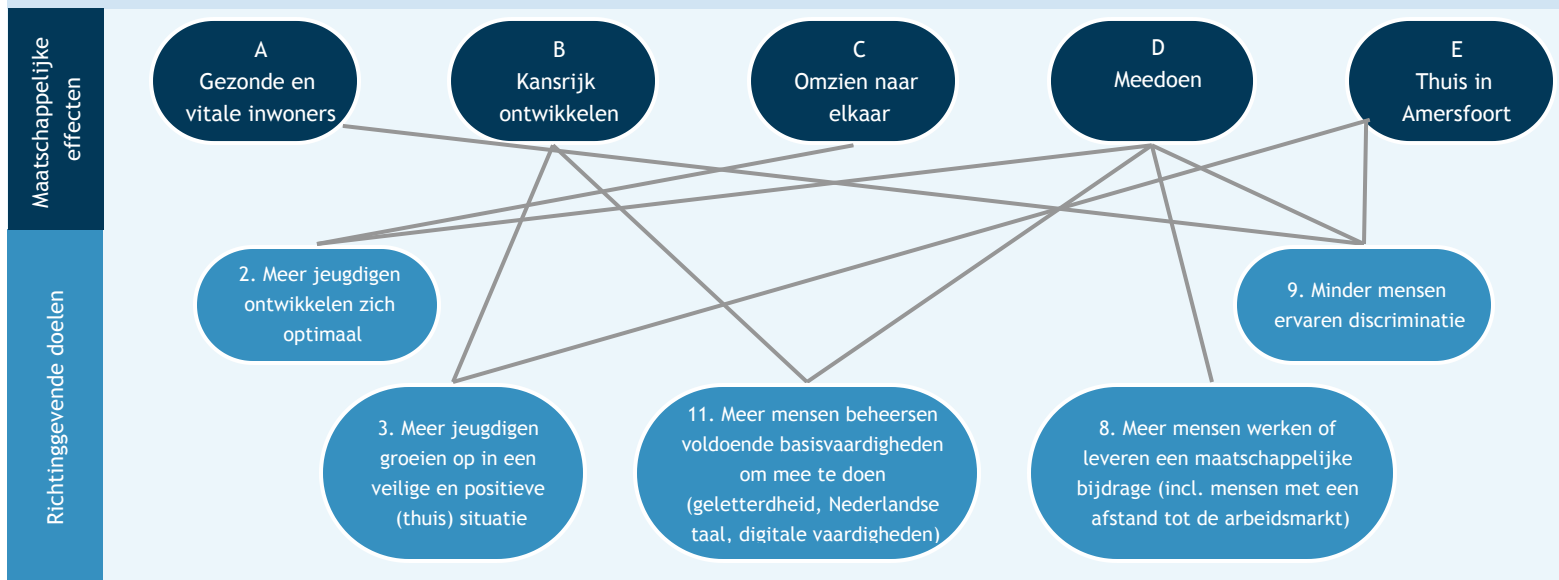 Maatschappelijke
effecten
A
Gezonde en
vitale inwoners
B
Kansrijk
ontwikkelen
C
Omzien naar
elkaar
D
Meedoen
E
Thuis in
Amersfoort
Richtinggevende doelen
2. Meer jeugdigen
ontwikkelen zich
optimaal
9. Minder mensen
ervaren discriminatie
3. Meer jeugdigen
groeien op in een
veilige en positieve
(thuis) situatie
11. Meer mensen beheersen
voldoende basisvaardigheden
om mee te doen
(geletterdheid, Nederlandse
taal, digitale vaardigheden)
8. Meer mensen werken of
leveren een maatschappelijke
bijdrage (incl. mensen met een
afstand tot de arbeidsmarkt)